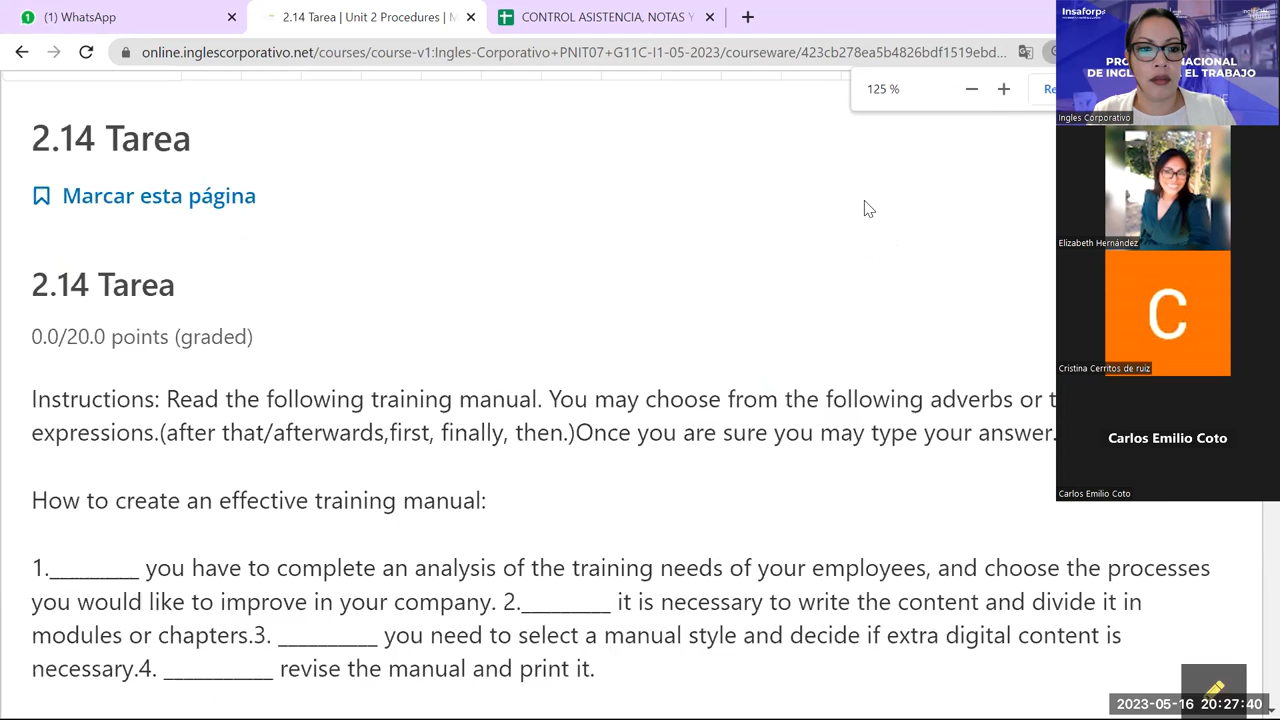 (1) WhatsApp
2.14 Tarea | Unit 2 Procedures |
CONTROL ASISTENCIA NOTAS Y
online.inglescorporativo.net/courses/course-v1:Ingles-Corporativo+PNIT07+G11C-I1-05-2023/courseware/423cb278ea5b4826bdf1519ebd...
125 %
Re
2.14 Tarea
Marcar esta página
2.14 Tarea
0.0/20.0 points (graded)
Instructions: Read the following training manual. You may choose from the following adverbs or t
expressions.(after that/afterwards,first, finally, then.)Once you are sure you may type your answer.
How to create an effective training manual:
1.________ you have to complete an analysis of the training needs of your employees, and choose the processes
you would like to improve in your company. 2.________ it is necessary to write the content and divide it in
modules or chapters.3. _________ you need to select a manual style and decide if extra digital content is
necessary.4. __________ revise the manual and print it.
Insaforp
DE INGL
EL TRABAJO
Ingles Corporativo
Elizabeth Hernández
C
Cristina Cerritos de ruiz
Carlos Emilio Coto
Carlos Emilio Coto
2023-05-16 20:27:40